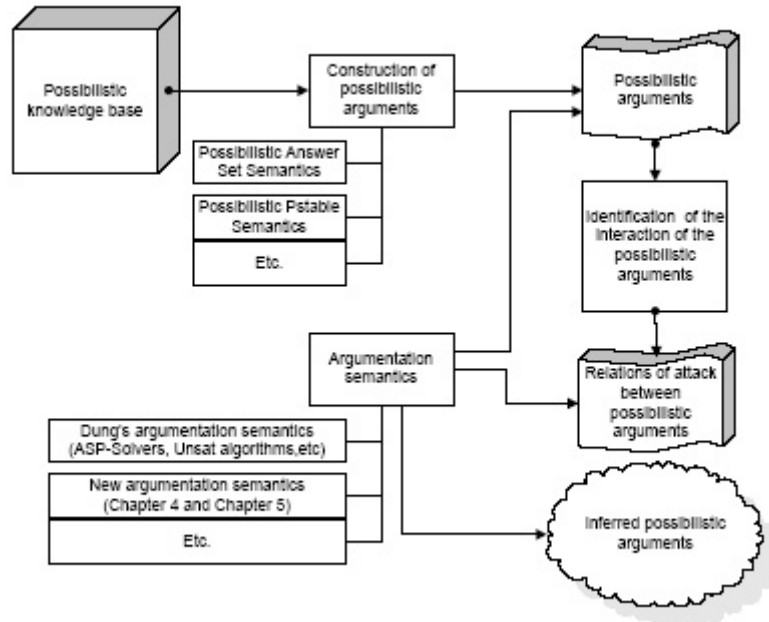 Possibilistic
knowledge base
Construction of
possibilistic
arguments
Possibilistic
arguments
Possibilistic Answer
Set Semantics
Possibilistic Pstable
Semantics
Etc.
Identification of the
interaction of the
possibilistic
arguments
Argumentation
semantics
Relations of attack
between
possibilistic
arguments
Dung's argumentation semantics
(ASP-Solvers, Unsat algorithms,etc)
New argumentation semantics
(Chapter 4 and Chapter 5)
Etc.
Inferred possibilistic
arguments